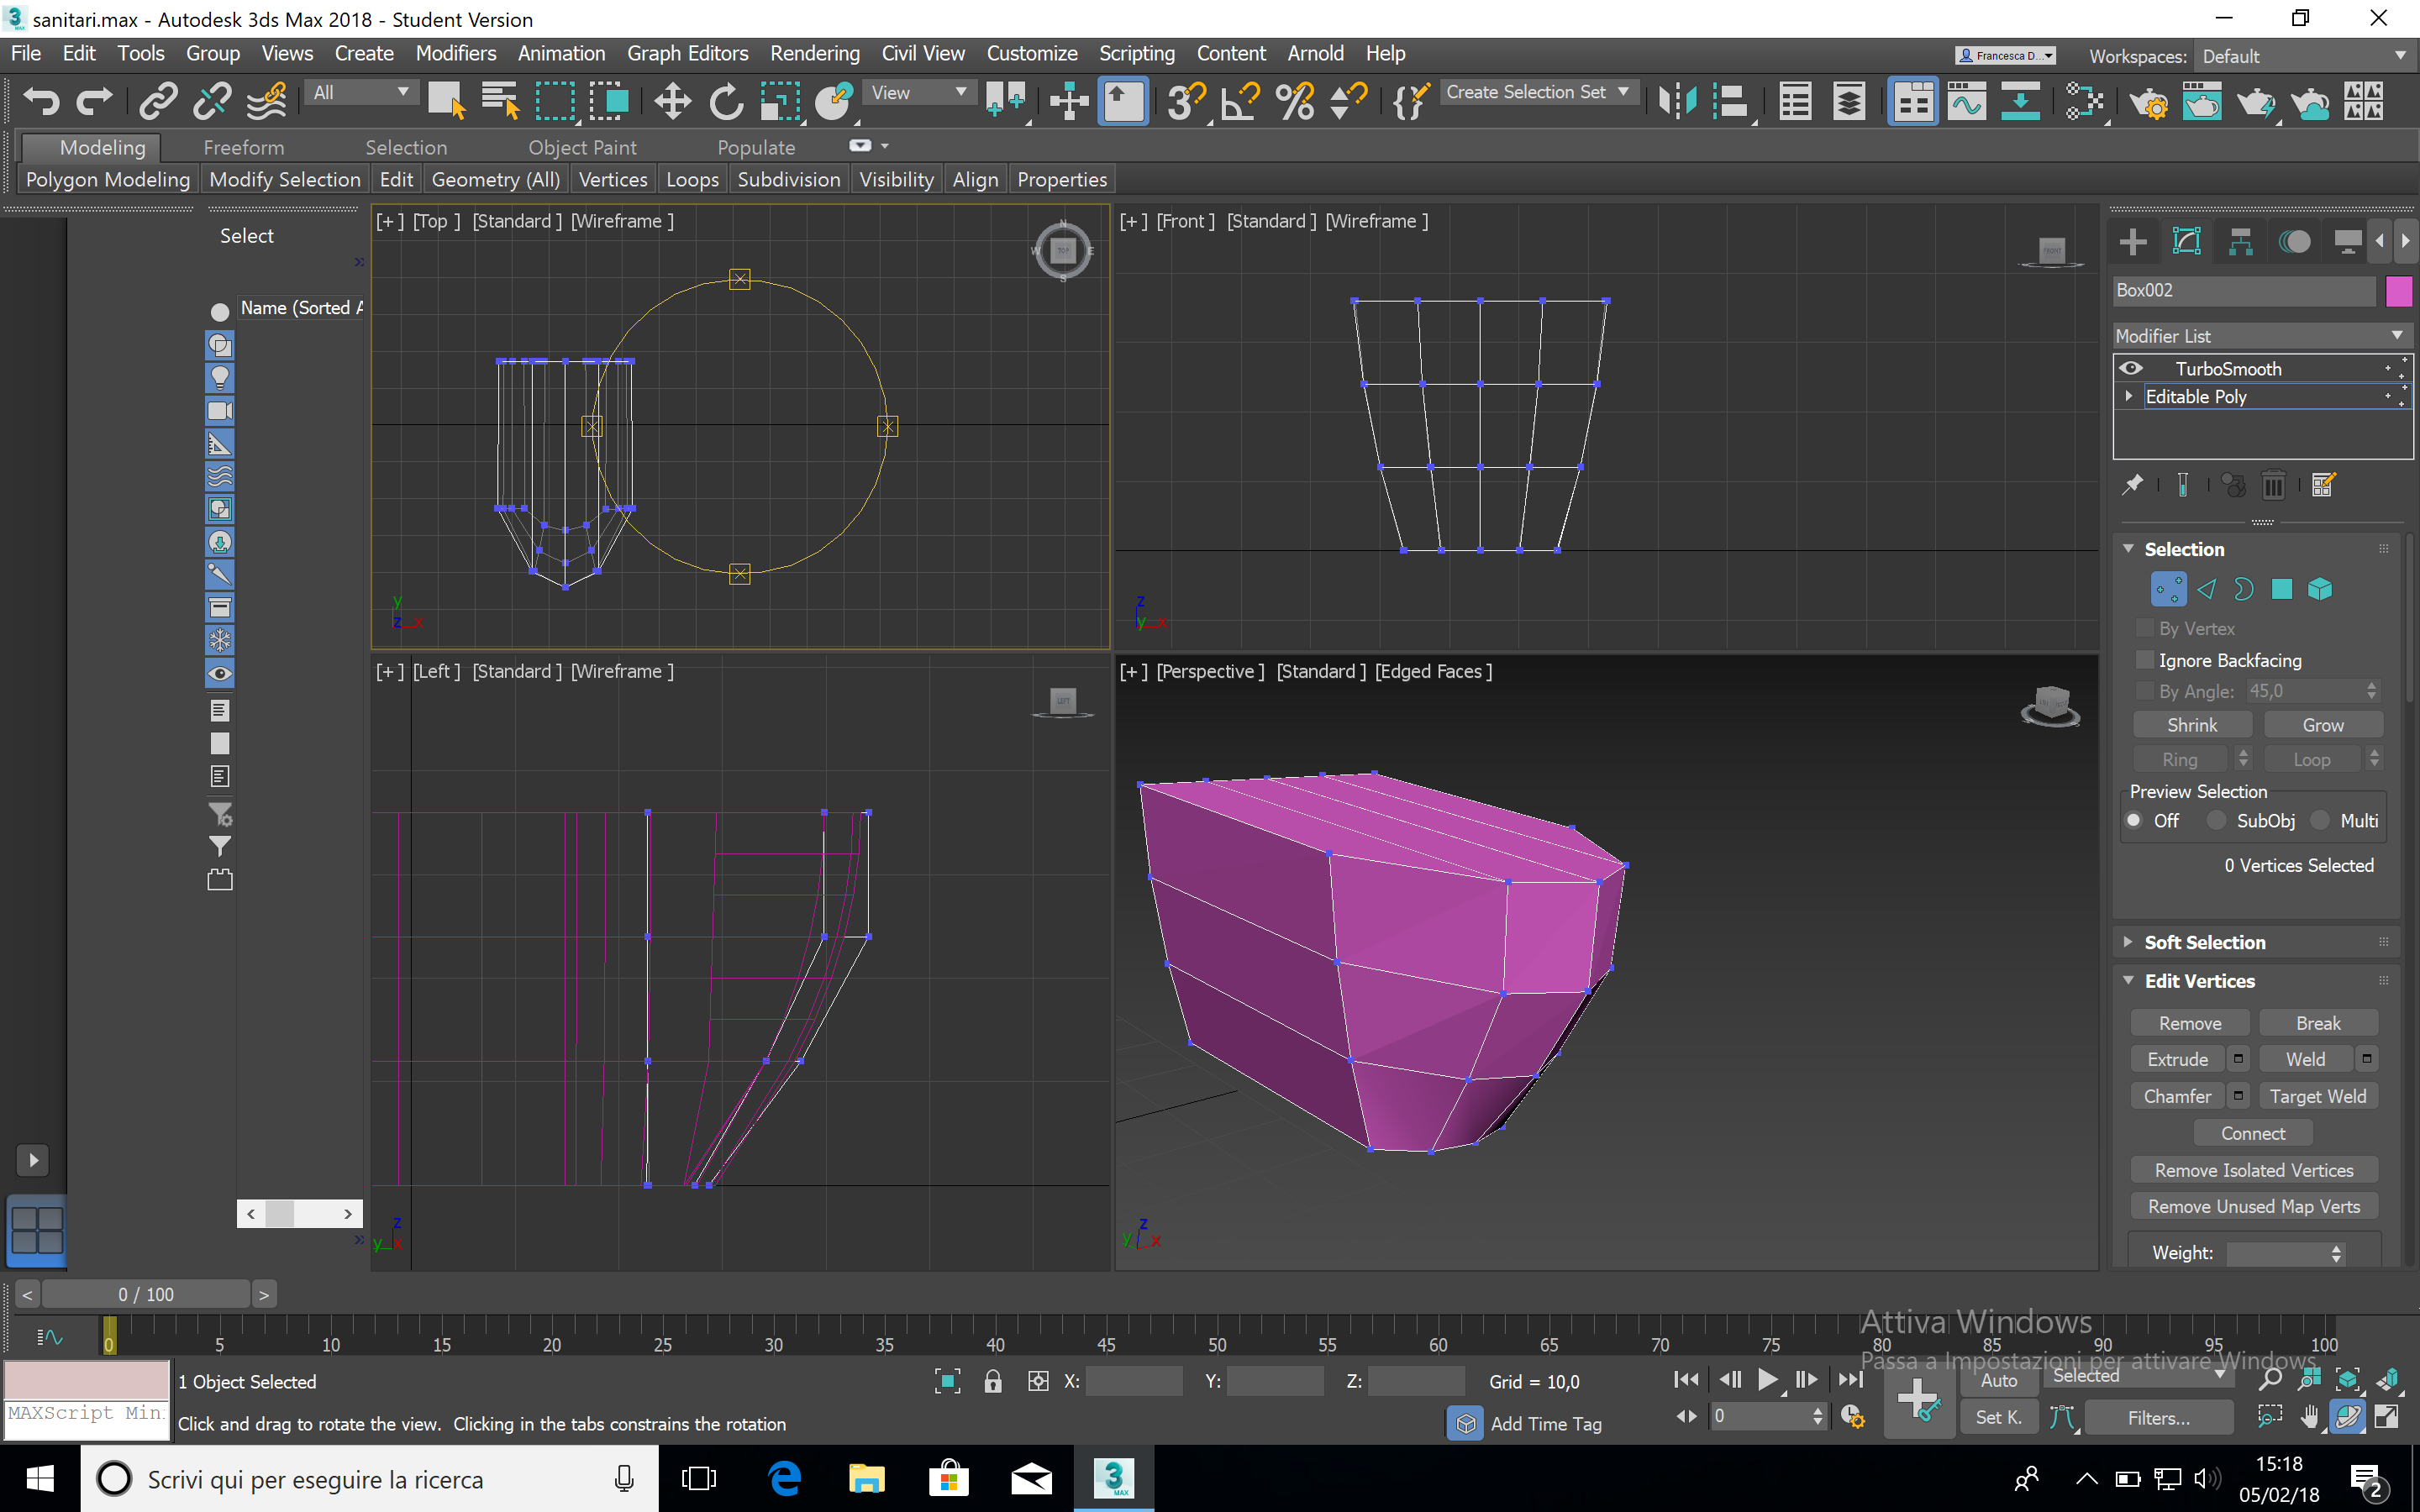 sanitari.max - Autodesk 3ds Max 2018 - Student Version
File Edit Tools Group Views Create Modifiers Animation Graph Editors Rendering Civil View Customize Scripting Content Arnold Help
Francesca D... Workspaces: Default
All View Create Selection Set
Modeling Freeform Selection Object Paint Populate
Polygon Modeling Modify Selection Edit Geometry (All) Vertices Loops Subdivision Visibility Align Properties
Select
Name (Sorted A
[+] [Top ] [Standard ] [Wireframe ]
N
W TOP E
S
y
z x
[+] [Front ] [Standard ] [Wireframe ]
FRONT
z
y x
[+] [Left ] [Standard ] [Wireframe ]
LEFT
z
y x
[+] [Perspective ] [Standard ] [Edged Faces ]
z
y x
Box002
Modifier List
TurboSmooth
Editable Poly
Selection
By Vertex
Ignore Backfacing
By Angle: 45,0
Shrink Grow
Ring Loop
Preview Selection
Off SubObj Multi
0 Vertices Selected
Soft Selection
Edit Vertices
Remove Break
Extrude Weld
Chamfer Target Weld
Connect
Remove Isolated Vertices
Remove Unused Map Verts
Weight:
< 0 / 100 >
0 5 10 15 20 25 30 35 40 45 50 55 60 65 70 75 80 85 90 95 100
Attiva Windows
Passa a Impostazioni per attivare Windows.
1 Object Selected
X: Y: Z: Grid = 10,0
Auto Selected
MAXScript Min
Click and drag to rotate the view. Clicking in the tabs constrains the rotation
Add Time Tag
0
Set K. Filters...
Scrivi qui per eseguire la ricerca
3 MAX
15:18
05/02/18
2